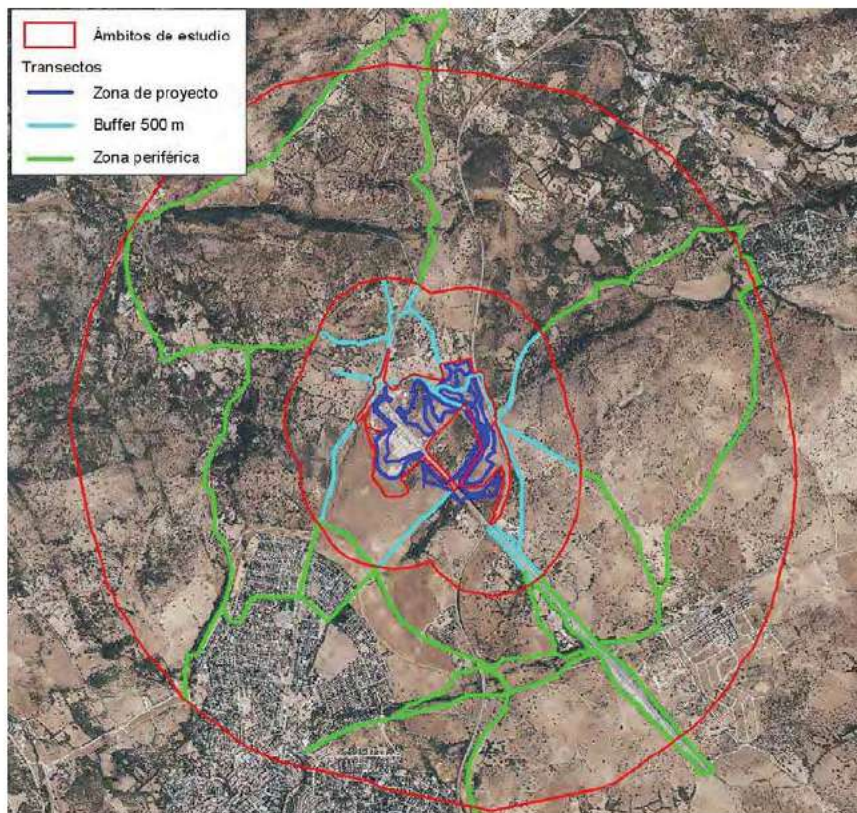 Ámbitos de estudio
Transectos
Zona de proyecto
Buffer 500 m
Zona periférica